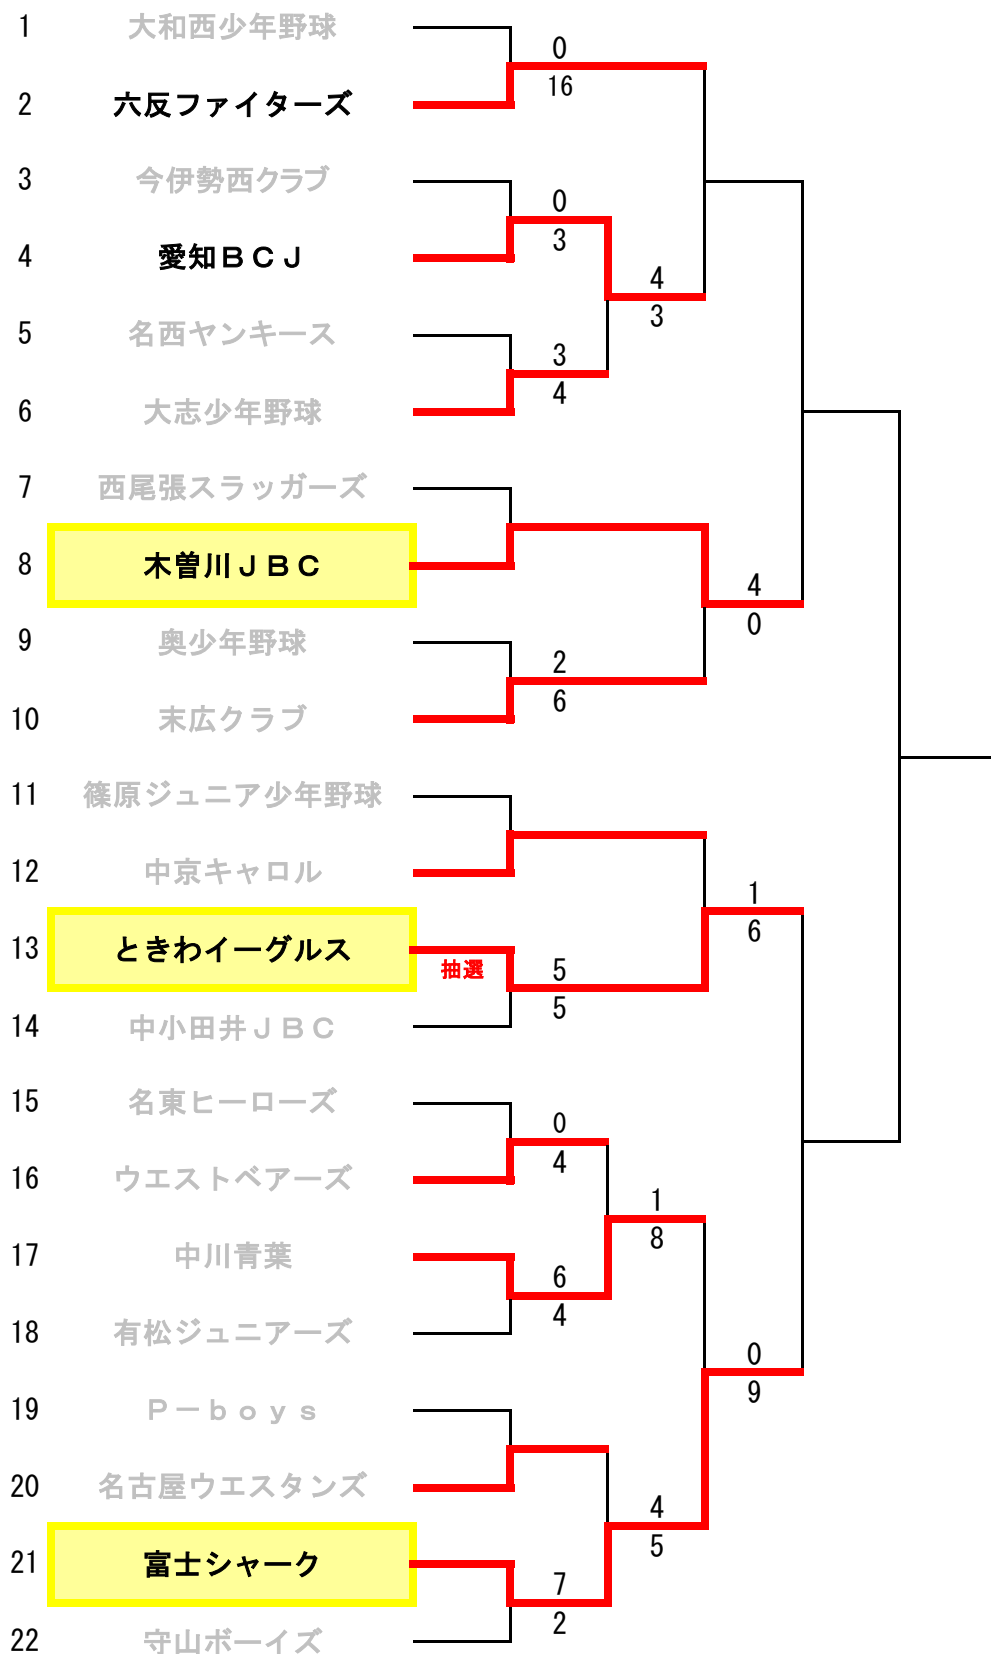 1 大和西少年野球
0
16
2 六反ファイターズ
3 今伊勢西クラブ
0
3
4 愛知ＢＣＪ
4
3
5 名西ヤンキース
3
4
6 大志少年野球
7 西尾張スラッガーズ
8 木曽川ＪＢＣ
4
0
9 奥少年野球
2
6
10 末広クラブ
11 篠原ジュニア少年野球
12 中京キャロル
1
6
13 ときわイーグルス
抽選
5
5
14 中小田井ＪＢＣ
15 名東ヒーローズ
0
4
16 ウエストベアーズ
1
8
17 中川青葉
6
4
18 有松ジュニアーズ
0
9
19 Ｐーｂｏｙｓ
20 名古屋ウエスタンズ
4
5
21 富士シャーク
7
2
22 守山ボーイズ